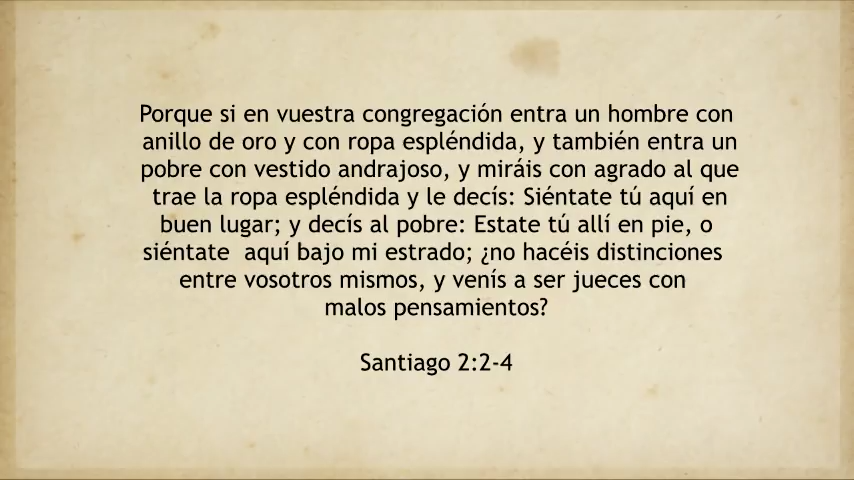 Porque si en vuestra congregación entra un hombre con
anillo de oro y con ropa espléndida, y también entra un
pobre con vestido andrajoso, y miráis con agrado al que
trae la ropa espléndida y le decís: Siéntate tú aquí en
buen lugar; y decís al pobre: Estate tú allí en pie, o
siéntate  aquí bajo mi estrado; ¿no hacéis distinciones
entre vosotros mismos, y venís a ser jueces con
malos pensamientos?
Santiago 2:2-4